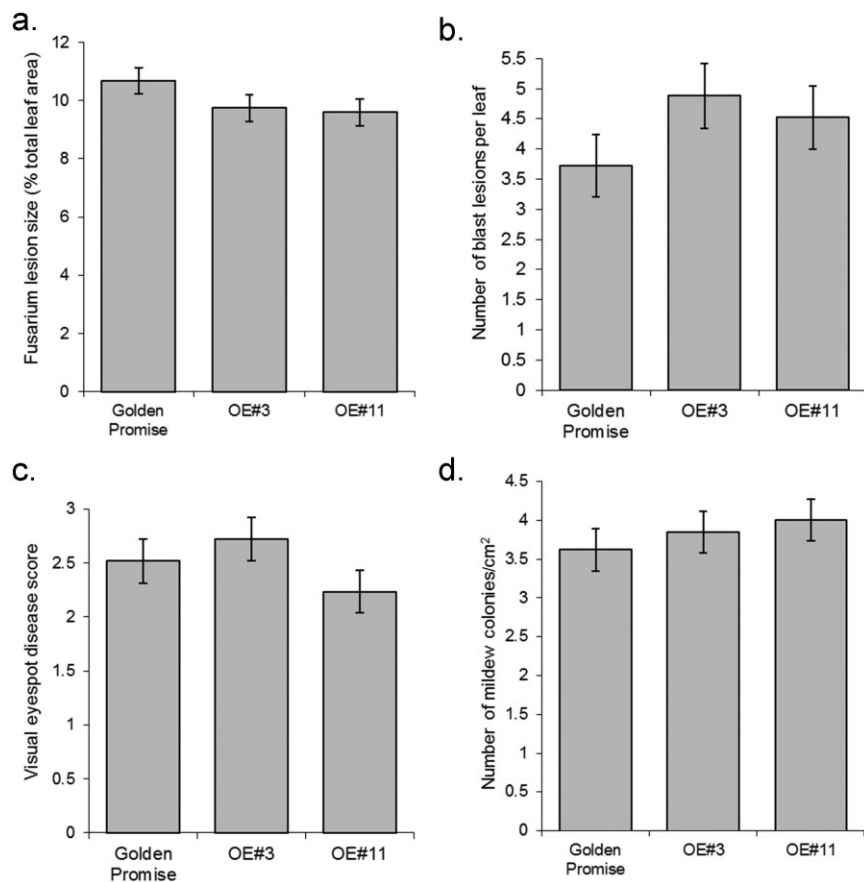 a.
Fusarium lesion size (% total leaf area)
12
10
8
6
4
2
0
Golden
Promise
OE#3
OE#11
b.
Number of blast lesions per leaf
5.5
5
4.5
4
3.5
3
2.5
2
1.5
1
0.5
0
Golden
Promise
OE#3
OE#11
c.
Visual eyespot disease score
3
2.5
2
1.5
1
0.5
0
Golden
Promise
OE#3
OE#11
d.
Number of mildew colonies/cm²
4.5
4
3.5
3
2.5
2
1.5
1
0.5
0
Golden
Promise
OE#3
OE#11